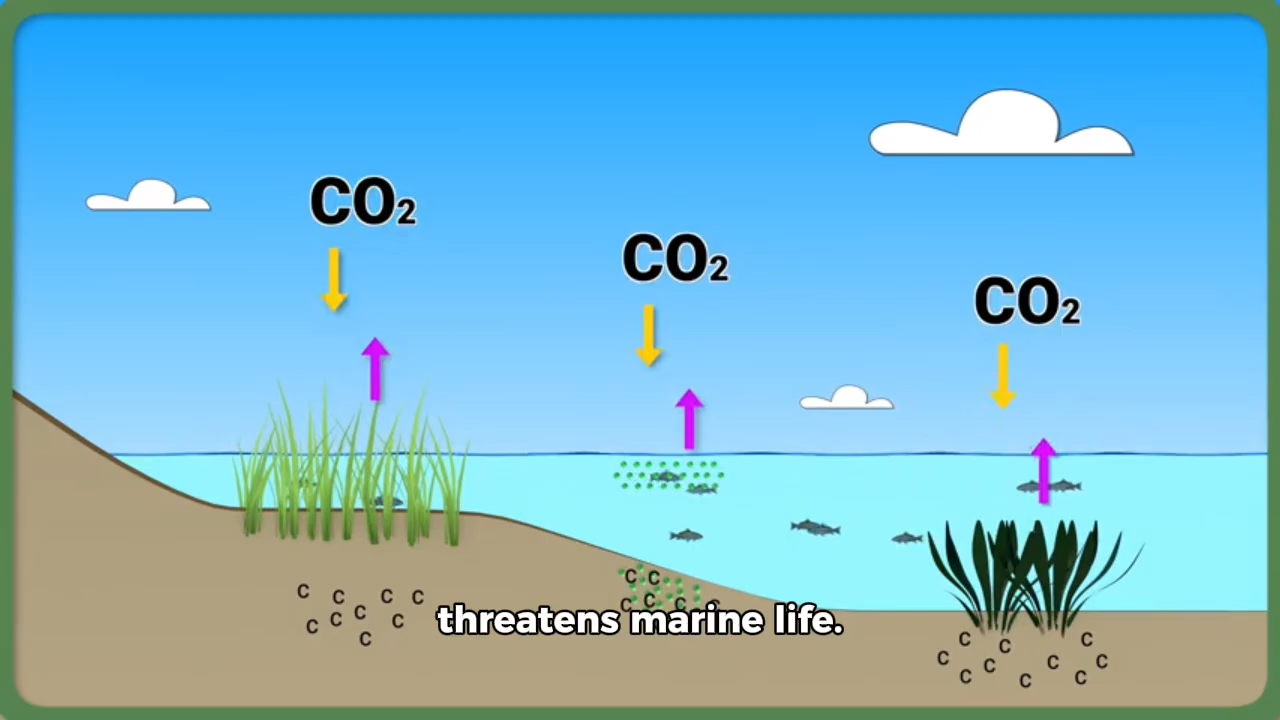 CO₂
CO₂
CO₂
C C C C C C C C C
C C
C C C C
threatens marine life.
C C C C C C C C C C